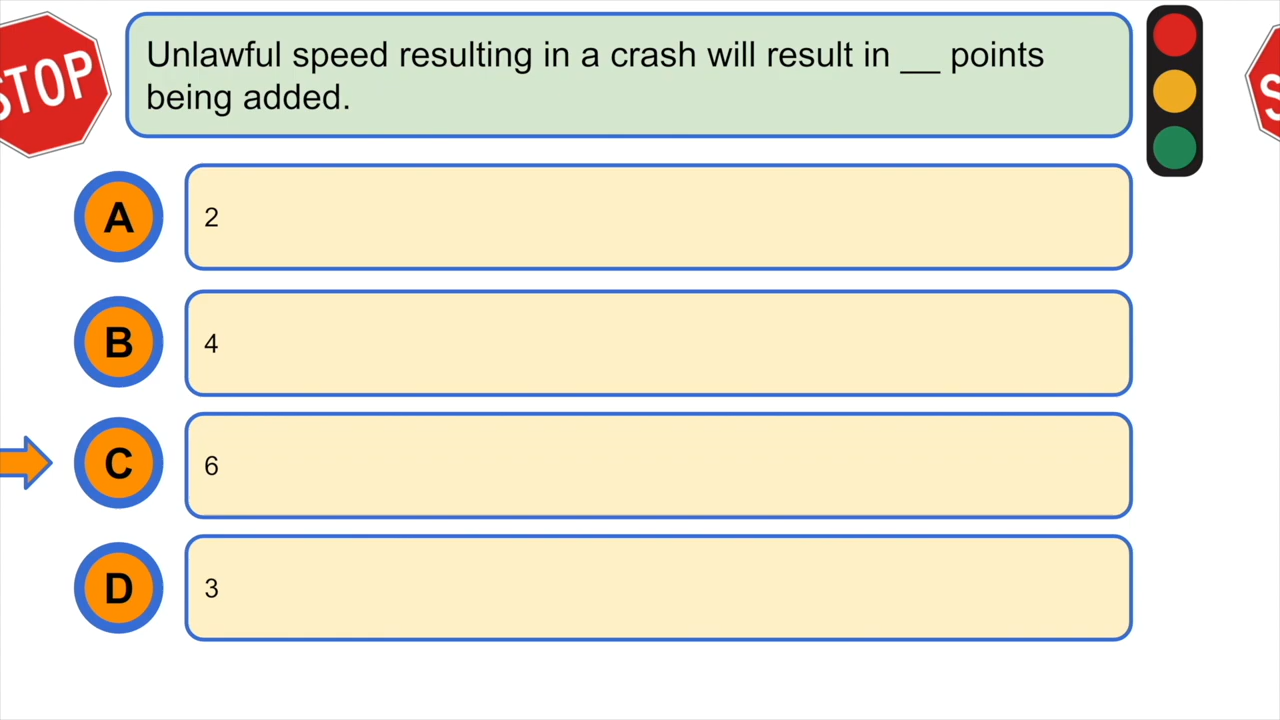 STOP
Unlawful speed resulting in a crash will result in __ points
being added.
A
2
B
4
C
6
D
3